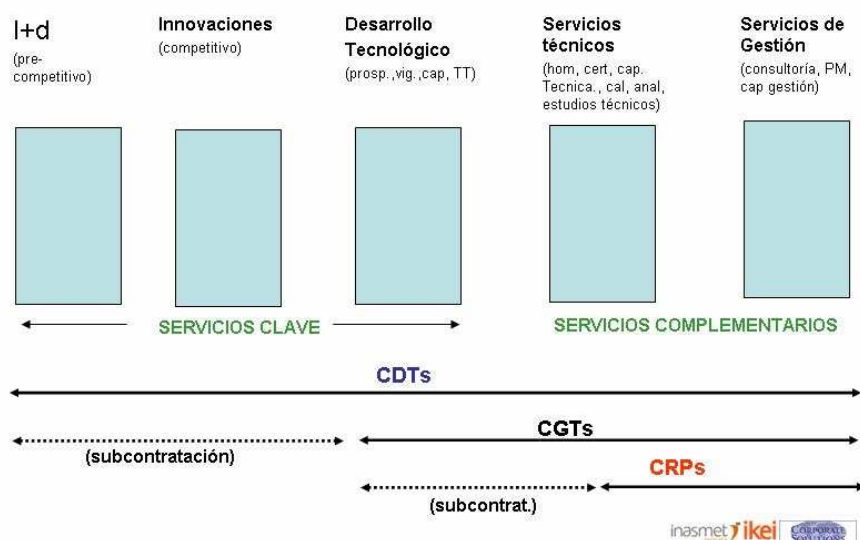 I+d
(pre-
competitivo)
Innovaciones
(competitivo)
Desarrollo
Tecnológico
(prosp.,vig.,cap, TT)
Servicios
técnicos
(hom, cert, cap.
Tecnica., cal, anal,
estudios técnicos)
Servicios de
Gestión
(consultoría, PM,
cap gestión)
SERVICIOS CLAVE
SERVICIOS COMPLEMENTARIOS
CDTs
CGTs
(subcontratación)
CRPs
(subcontrat.)
inasmet ikei
CORPORATE
SOLUTIONS